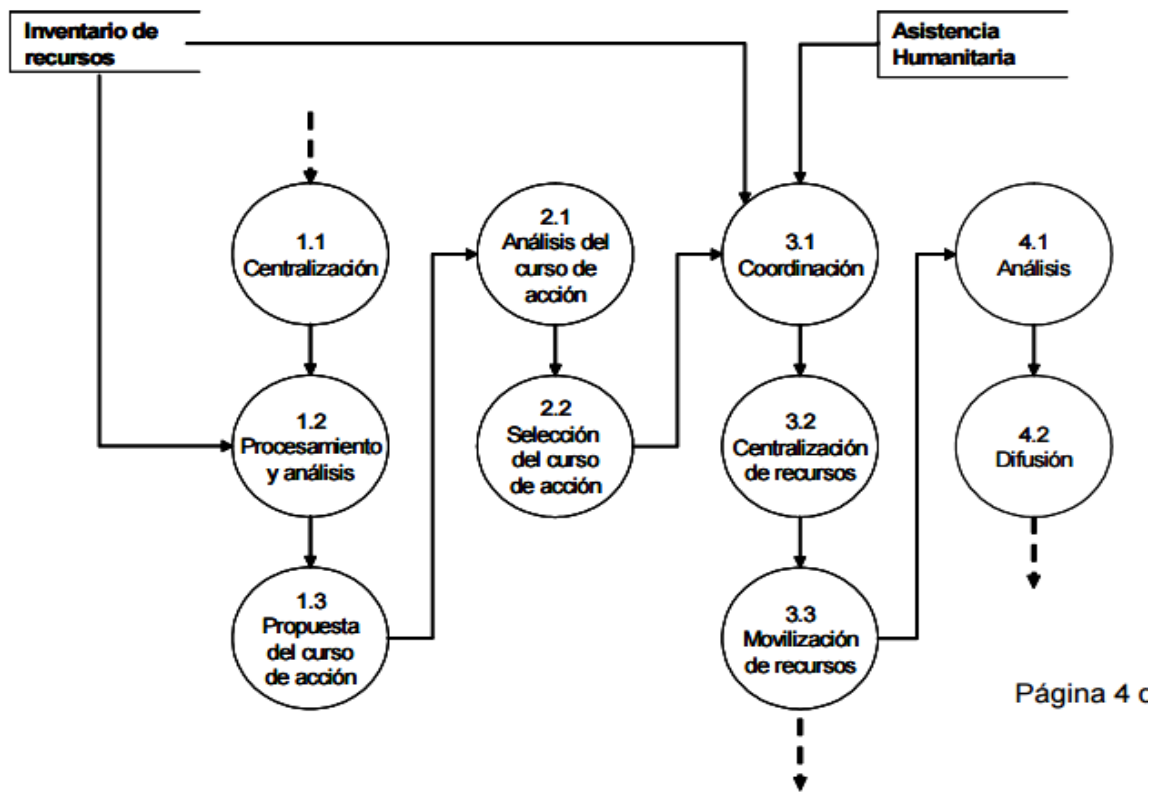 Inventario de
recursos
Asistencia
Humanitaria
1.1
Centralización
1.2
Procesamiento
y análisis
1.3
Propuesta
del curso
de acción
2.1
Análisis del
curso de
acción
2.2
Selección
del curso
de acción
3.1
Coordinación
3.2
Centralización
de recursos
3.3
Movilización
de recursos
4.1
Análisis
4.2
Difusión
Página 4